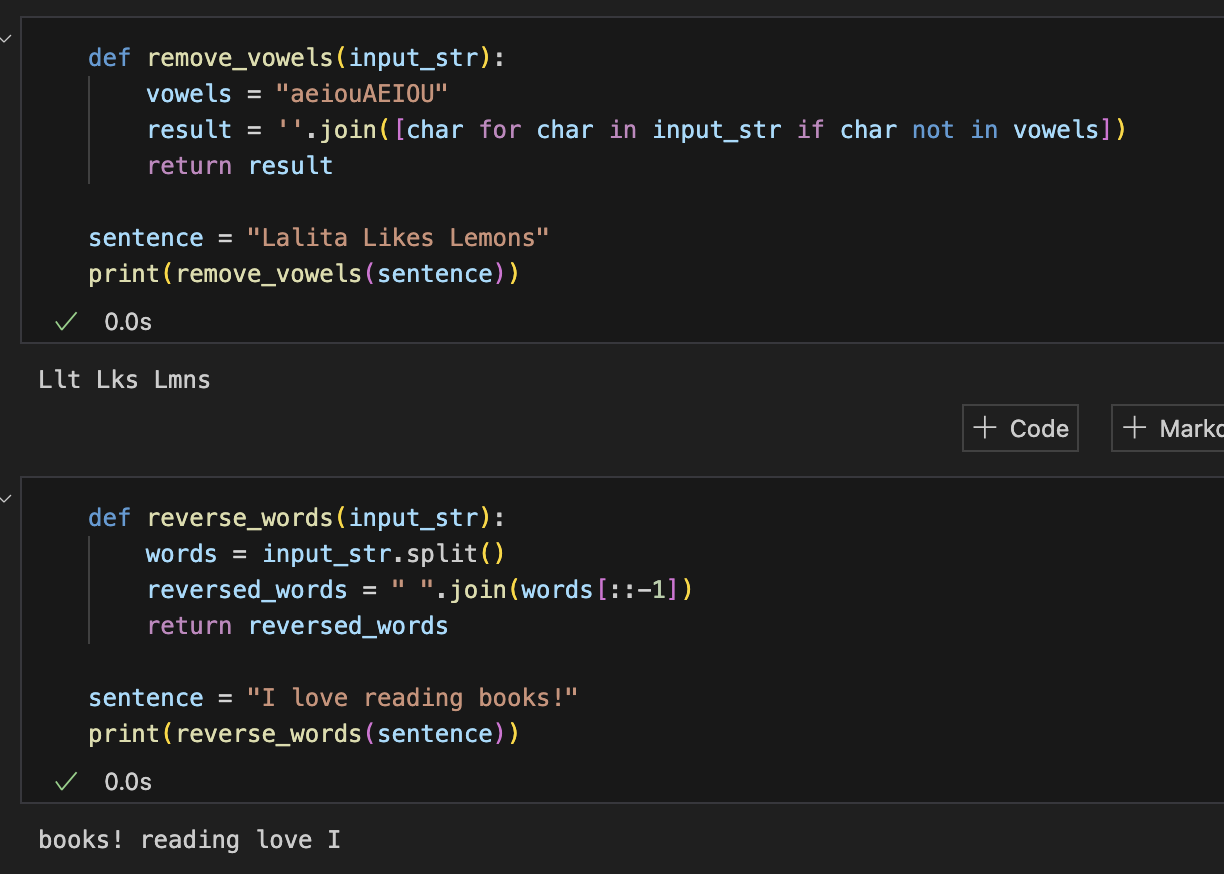 def remove_vowels(input_str):
    vowels = "aeiouAEIOU"
    result = ''.join([char for char in input_str if char not in vowels])
    return result
sentence = "Lalita Likes Lemons"
print(remove_vowels(sentence))
0.0s
Llt Lks Lmns
+ Code + Markd
def reverse_words(input_str):
    words = input_str.split()
    reversed_words = " ".join(words[::-1])
    return reversed_words
sentence = "I love reading books!"
print(reverse_words(sentence))
0.0s
books! reading love I